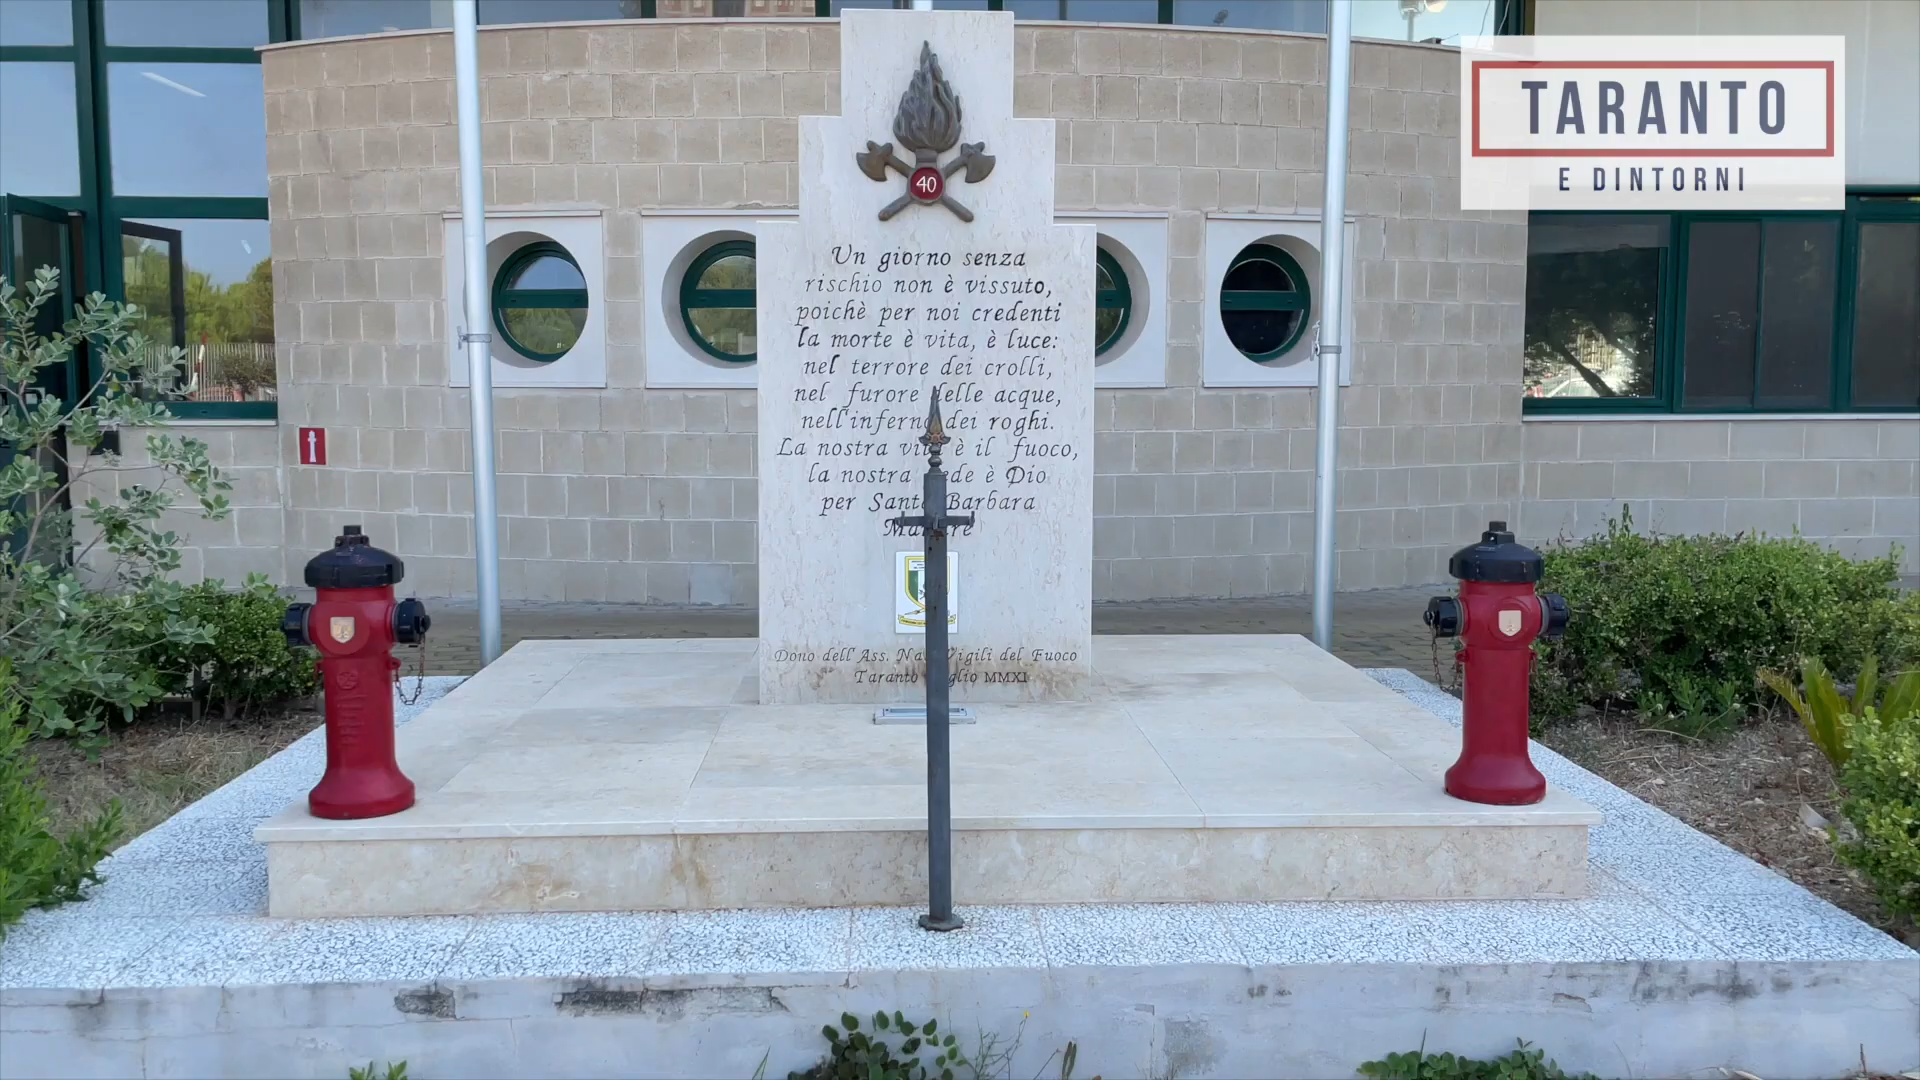 TARANTO
E DINTORNI
40
Un giorno senza
rischio non è vissuto,
poichè per noi credenti
la morte è vita, è luce:
nel terrore dei crolli,
nel furore delle acque,
nell'inferno dei roghi.
La nostra vita è il fuoco,
la nostra fede è Dio
per Santa Barbara
Martire
Dono dell'Ass. Naz. Vigili del Fuoco
Taranto MMXI